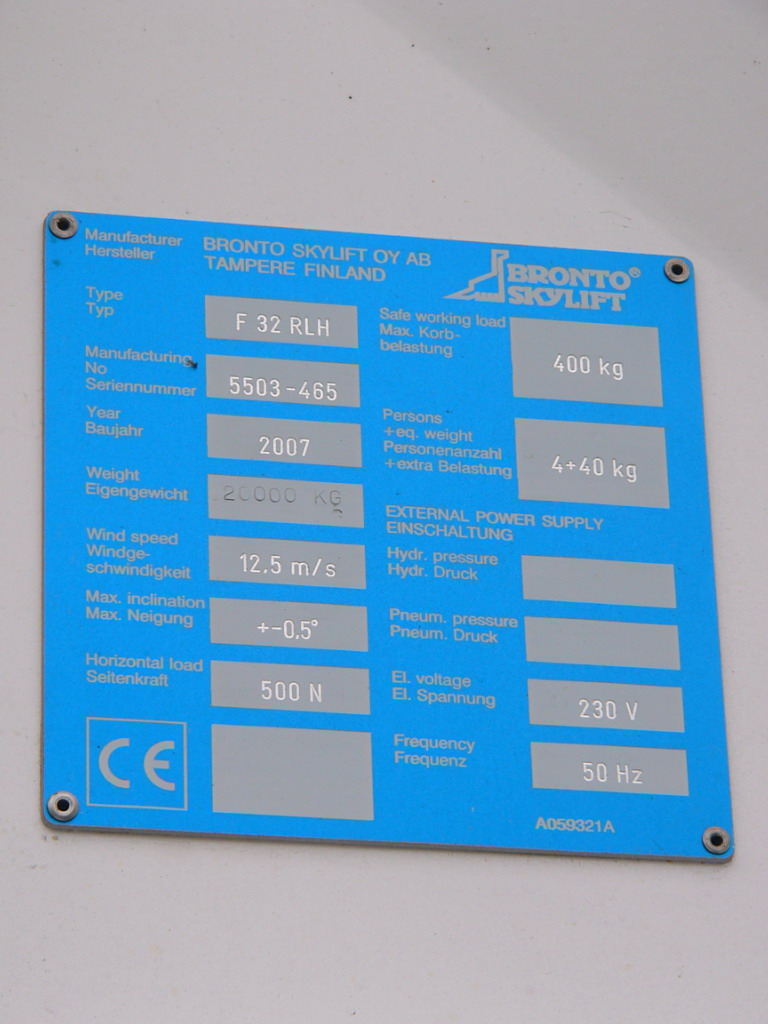 Manufacturer
Hersteller
BRONTO SKYLIFT OY AB
TAMPERE FINLAND
BRONTO®
SKYLIFT
Type
Typ
F 32 RLH
Manufacturing
No
Seriennummer
5503-465
Year
Baujahr
2007
Weight
Eigengewicht
20000 KG
Wind speed
Windge-
schwindigkeit
12.5 m/s
Max. inclination
Max. Neigung
+-0,5°
Horizontal load
Seitenkraft
500 N
CE
Safe working load
Max. Korb-
belastung
400 kg
Persons
+eq. weight
Personenanzahl
+extra Belastung
4+40 kg
EXTERNAL POWER SUPPLY
EINSCHALTUNG
Hydr. pressure
Hydr. Druck
Pneum. pressure
Pneum. Druck
El. voltage
El. Spannung
230 V
Frequency
Frequenz
50 Hz
A059321A